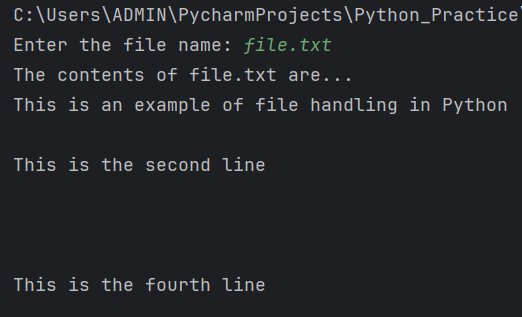 C:\Users\ADMIN\PycharmProjects\Python_Practice\
Enter the file name: file.txt
The contents of file.txt are...
This is an example of file handling in Python
This is the second line
This is the fourth line